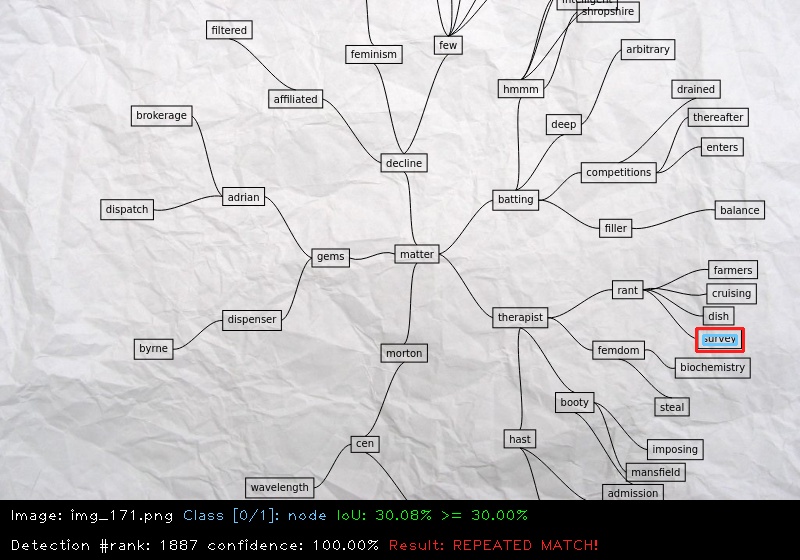 intelligent
shropshire
filtered
few
arbitrary
feminism
hmmm
drained
affiliated
brokerage
thereafter
deep
enters
decline
competitions
adrian
batting
dispatch
balance
filler
matter
gems
farmers
rant
cruising
dish
therapist
dispenser
survey
byrne
femdom
morton
biochemistry
booty
steal
hast
cen
imposing
mansfield
wavelength
admission
Image: img_171.png Class [0/1]: node IoU: 30.08% >= 30.00%
Detection #rank: 1887 confidence: 100.00% Result: REPEATED MATCH!